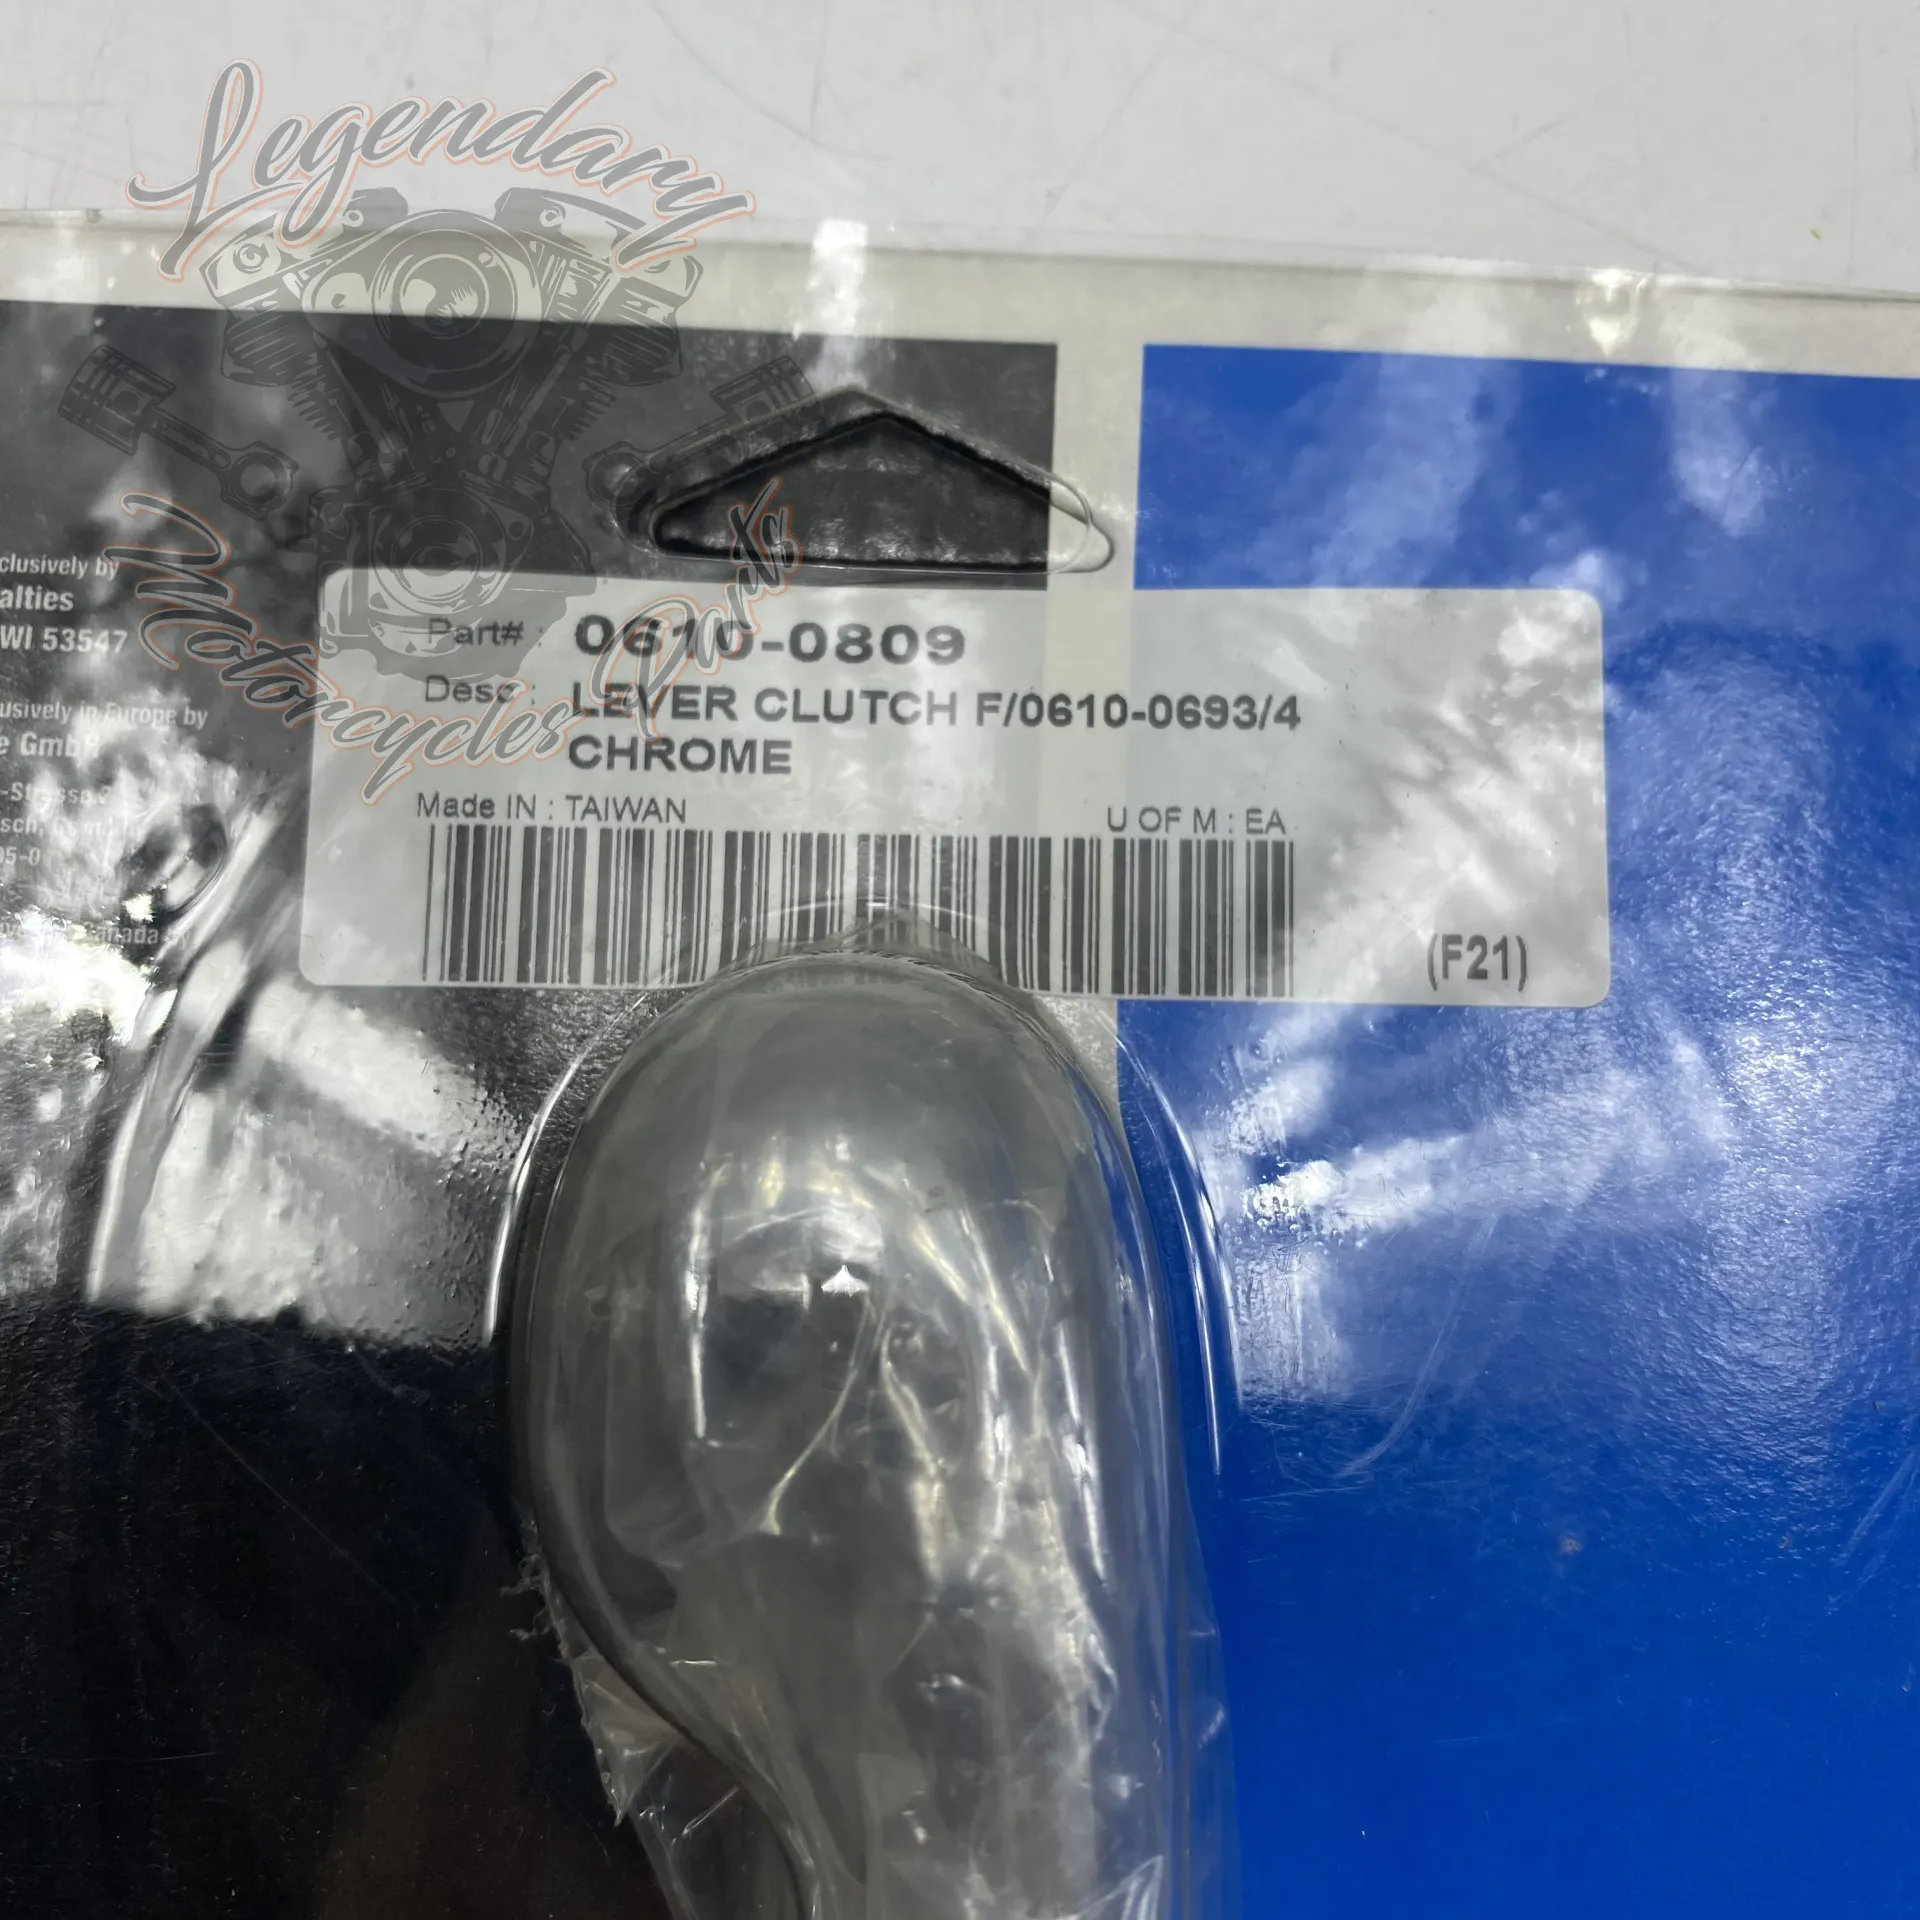 Legendary
Motorcycles Parts
clusively by
alties
WI 53547
usively in Europe by
e GmbH
Part# : 0610-0809
Desc : LEVER CLUTCH F/0610-0693/4
CHROME
Made IN : TAIWAN
U OF M : EA
(F21)